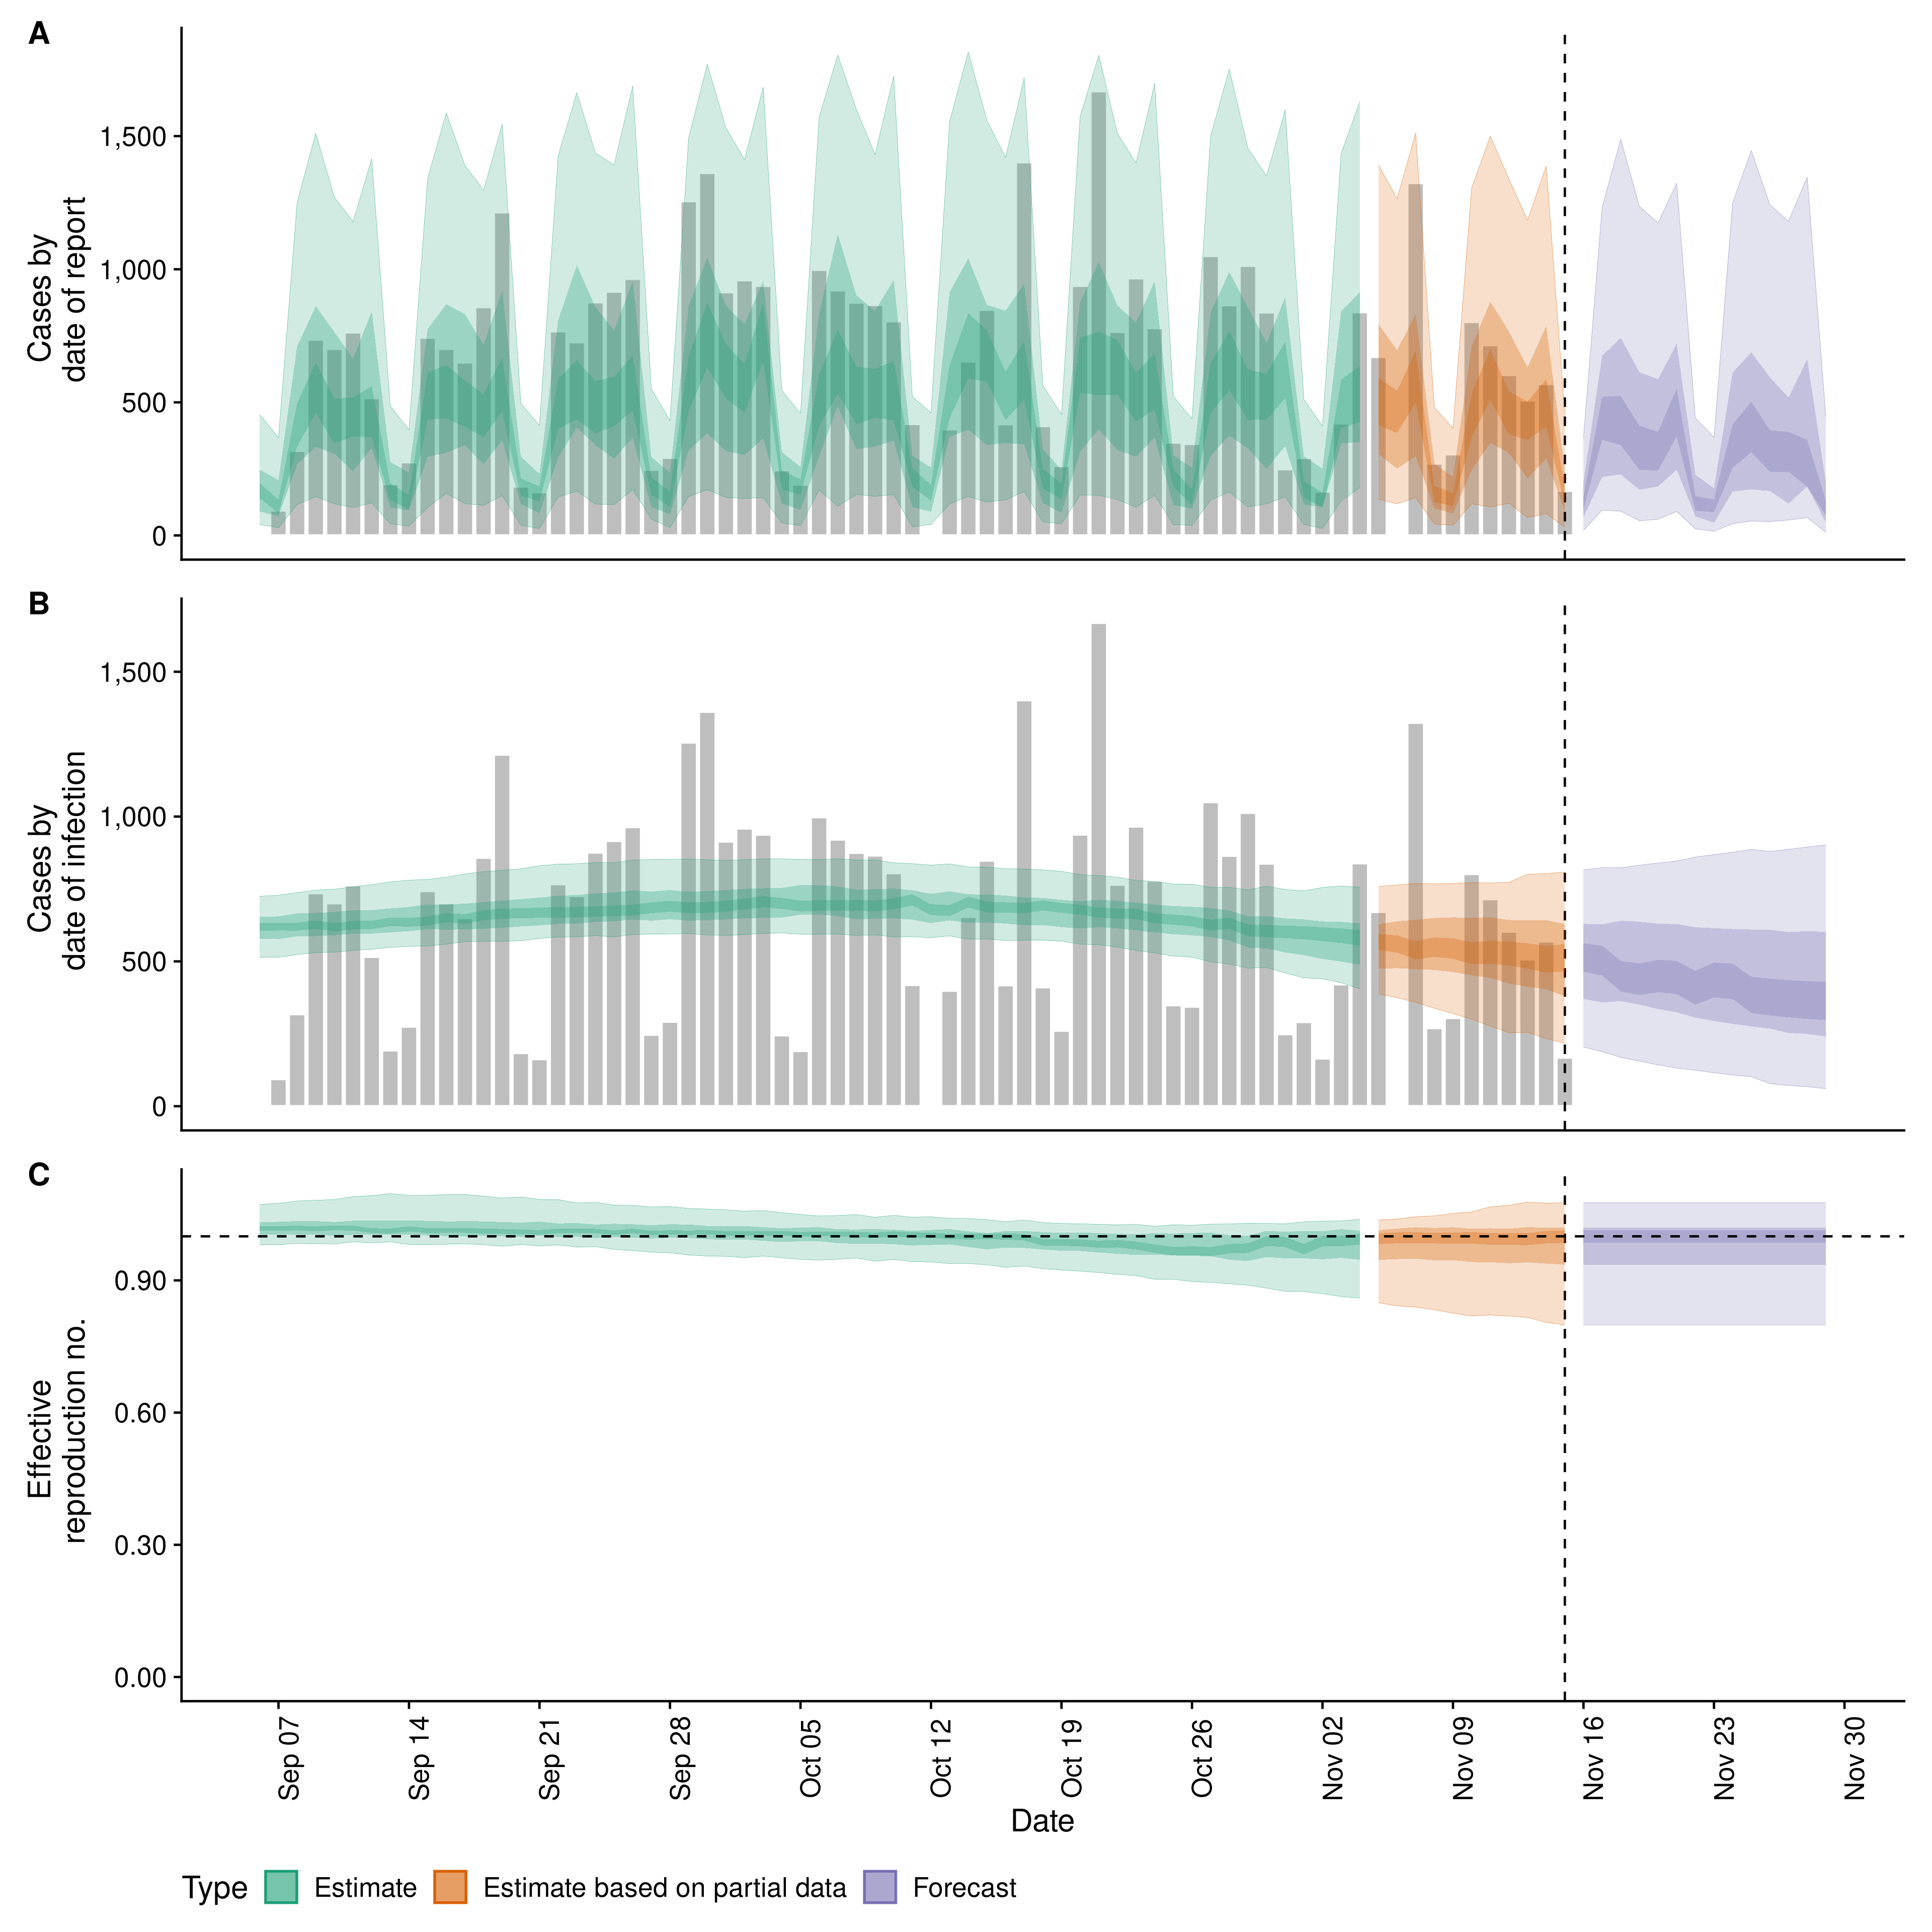 A
Cases by
date of report
1,500
1,000
500
0
B
Cases by
date of infection
1,500
1,000
500
0
C
Effective
reproduction no.
0.90
0.60
0.30
0.00
Sep 07
Sep 14
Sep 21
Sep 28
Oct 05
Oct 12
Oct 19
Oct 26
Nov 02
Nov 09
Nov 16
Nov 23
Nov 30
Date
Type Estimate Estimate based on partial data Forecast